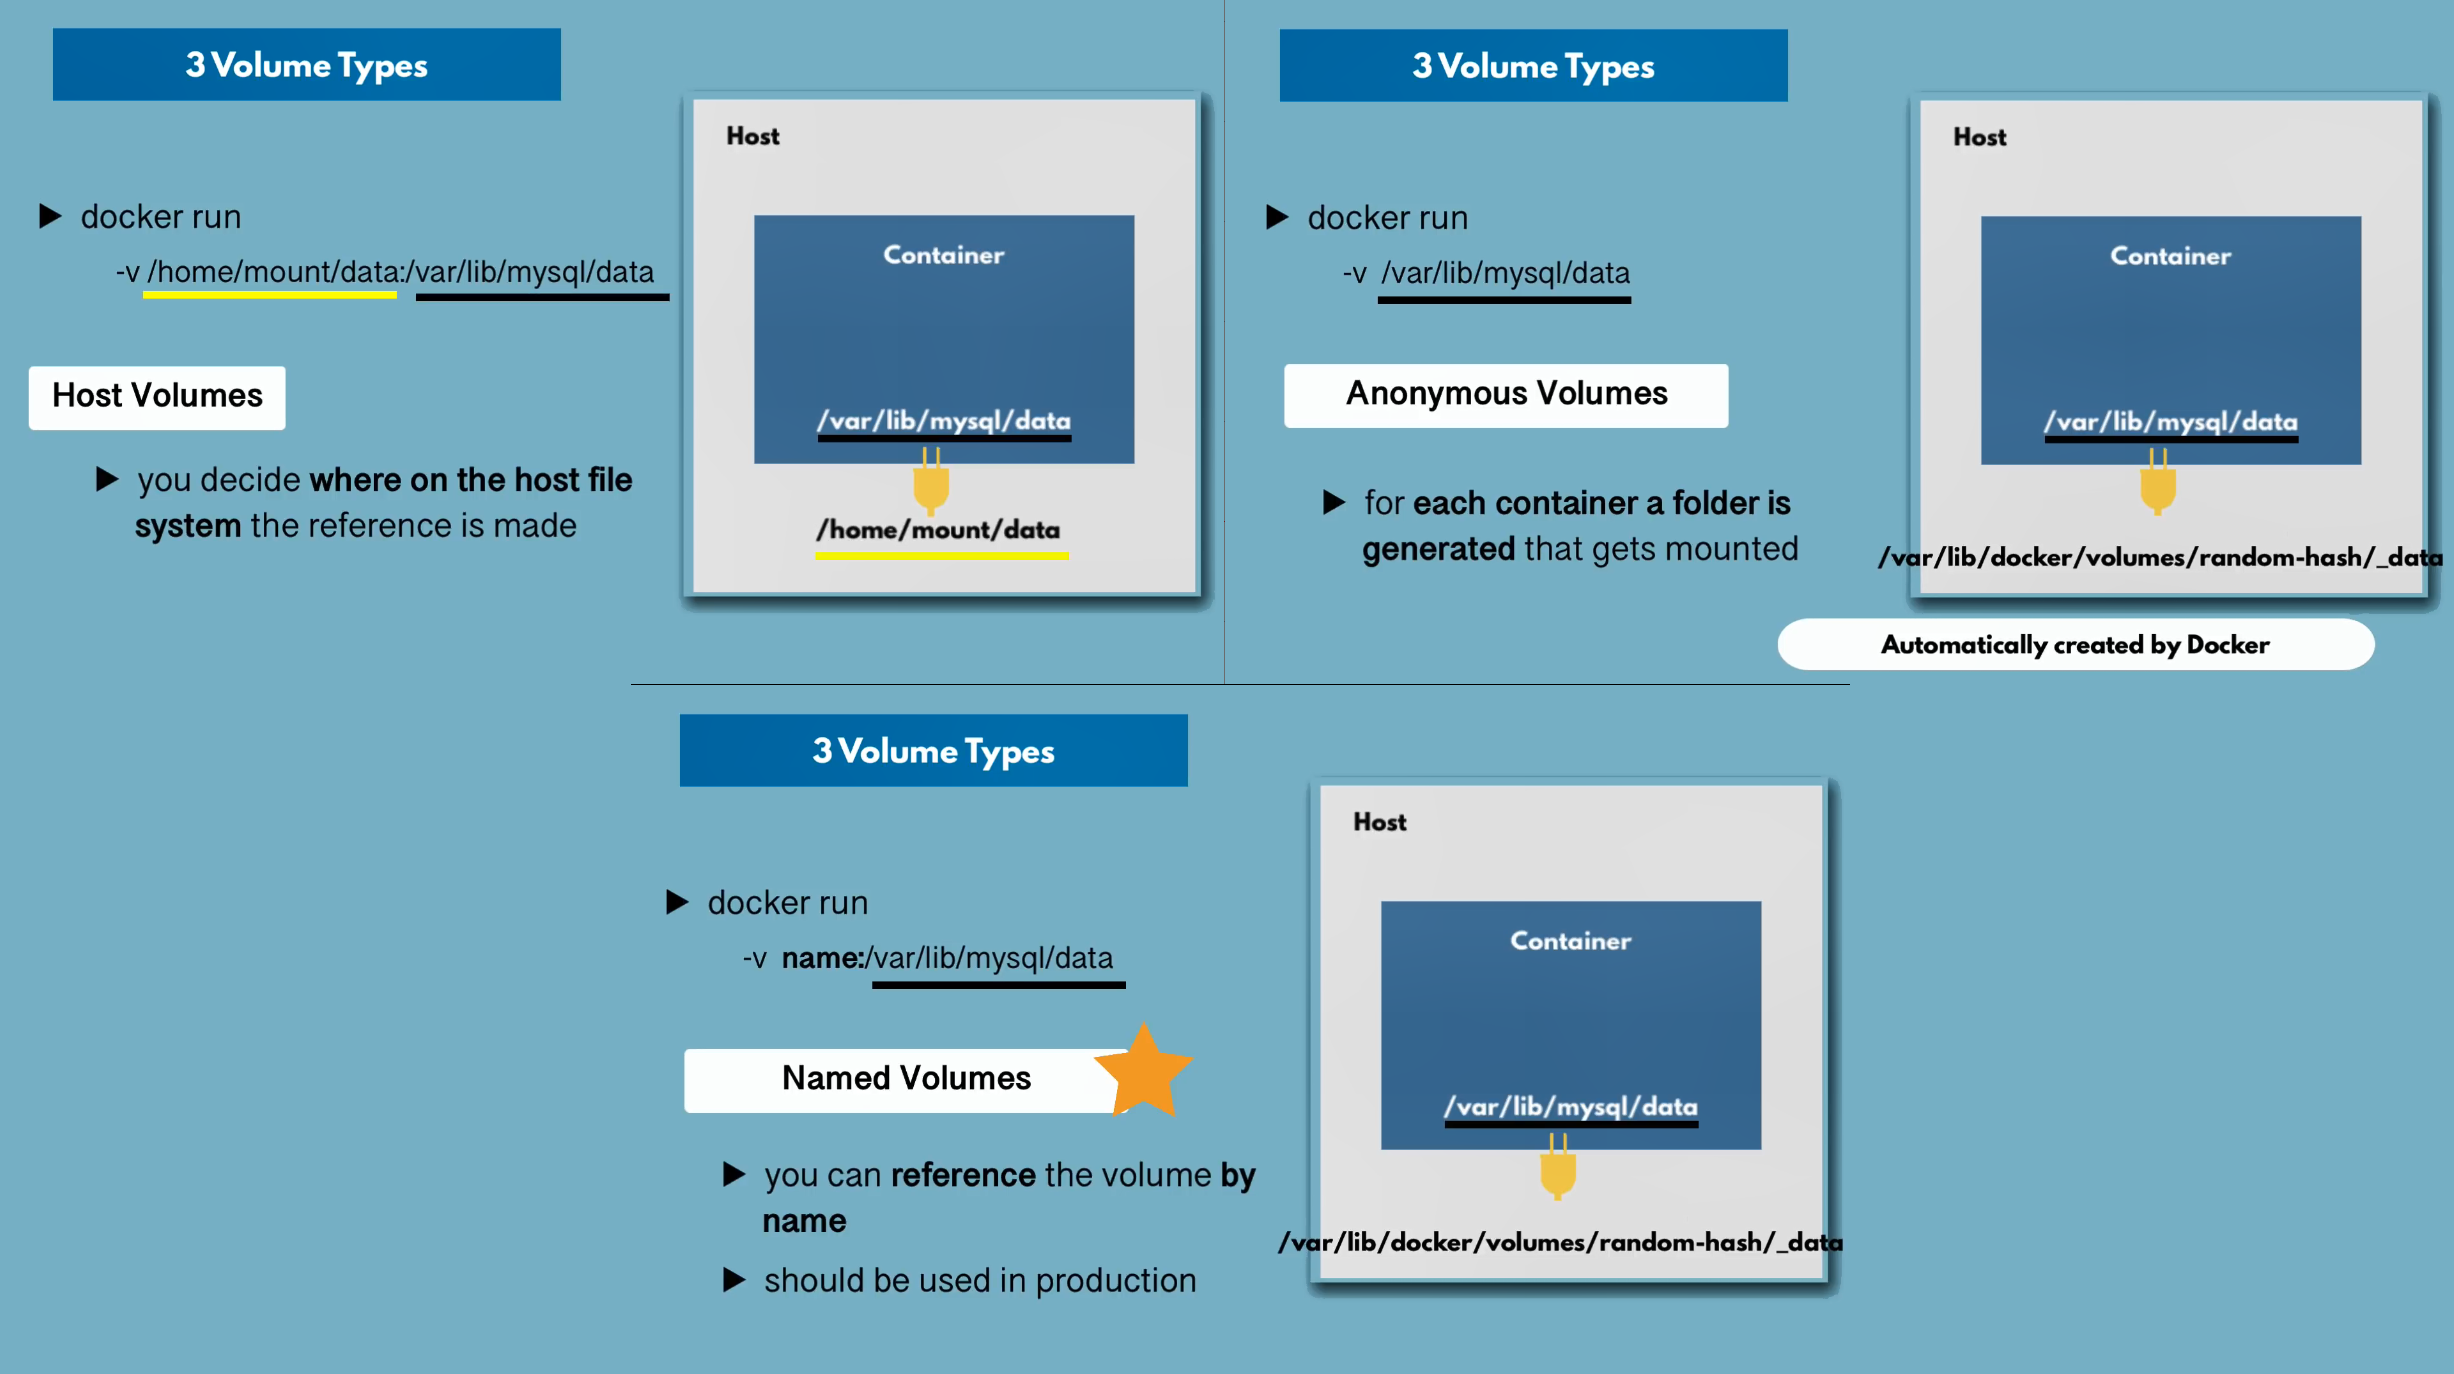 3 Volume Types
▶ docker run
-v /home/mount/data:/var/lib/mysql/data
Host Volumes
▶ you decide where on the host file
system the reference is made
Host
Container
/var/lib/mysql/data
/home/mount/data
3 Volume Types
▶ docker run
-v /var/lib/mysql/data
Anonymous Volumes
▶ for each container a folder is
generated that gets mounted
Host
Container
/var/lib/mysql/data
/var/lib/docker/volumes/random-hash/_data
Automatically created by Docker
3 Volume Types
▶ docker run
-v name:/var/lib/mysql/data
Named Volumes
▶ you can reference the volume by
name
▶ should be used in production
Host
Container
/var/lib/mysql/data
/var/lib/docker/volumes/random-hash/_data